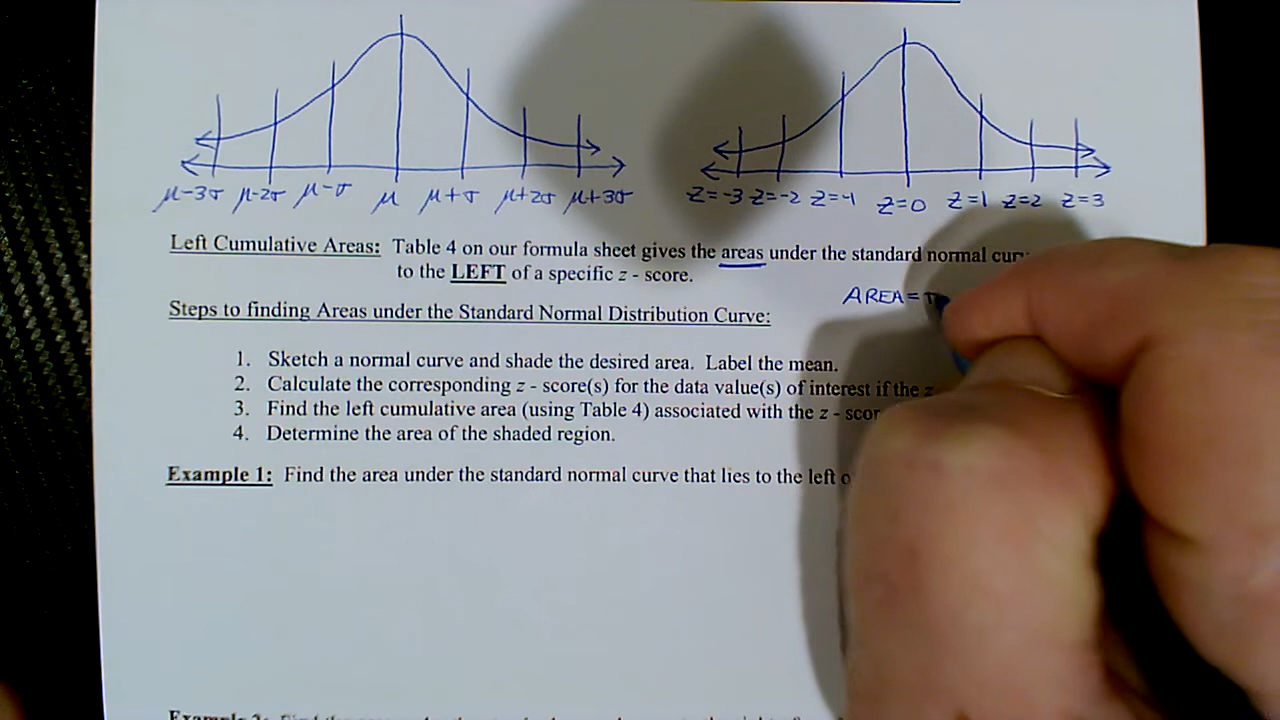 μ-3σ μ-2σ μ-σ μ μ+σ μ+2σ μ+3σ z=-3 z=-2 z=-1 z=0 z=1 z=2 z=3
Left Cumulative Areas: Table 4 on our formula sheet gives the areas under the standard normal cur
to the LEFT of a specific z - score.
AREA=
Steps to finding Areas under the Standard Normal Distribution Curve:
1. Sketch a normal curve and shade the desired area. Label the mean.
2. Calculate the corresponding z - score(s) for the data value(s) of interest if the z
3. Find the left cumulative area (using Table 4) associated with the z - scor
4. Determine the area of the shaded region.
Example 1: Find the area under the standard normal curve that lies to the left o